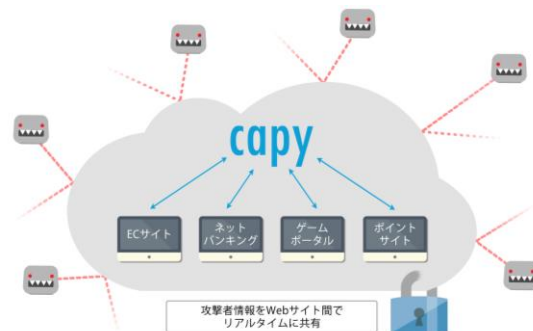 capy
ECサイト
ネット
バンキング
ゲーム
ポータル
ポイント
サイト
攻撃者情報をWebサイト間で
リアルタイムに共有